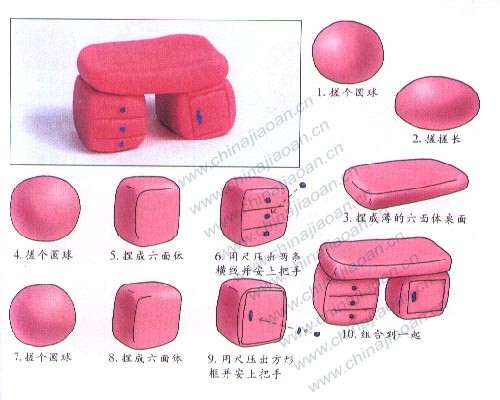 1. 搓个圆球
2. 搓搓长
3. 捏成薄的六面体桌面
4. 搓个圆球
5. 捏成六面体
6. 用尺压出两条
横线并安上把手
7. 搓个圆球
8. 捏成六面体
9. 用尺压出方形
框并安上把手
10. 组合到一起
www.chinajiaoan.cn
www.chinajiaoan.cn
www.chinajiaoan.cn
www.chinajiaoan.cn
www.chinajiaoan.cn